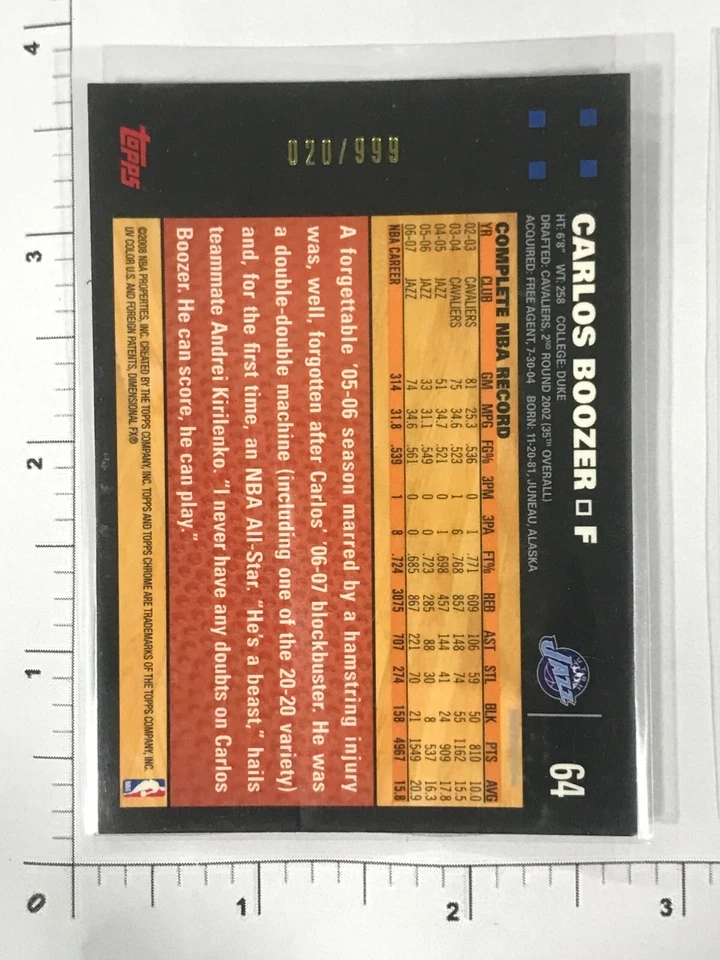 CARLOS BOOZER F
HT: 6'8" WT: 258 COLLEGE: DUKE
DRAFTED: CAVALIERS, 2ND ROUND 2002 (35TH OVERALL)
ACQUIRED: FREE AGENT, 7-30-04 BORN: 11-20-81, JUNEAU, ALASKA
JAZZ
64
020/999
topps
COMPLETE NBA RECORD
YR CLUB GM MPG FG% 3PM 3PA FT% REB AST STL BLK PTS AVG
02-03 CAVALIERS 81 25.3 .536 0 1 .771 609 106 59 50 810 10.0
03-04 CAVALIERS 75 34.6 .523 1 6 .768 857 148 74 55 1162 15.5
04-05 JAZZ 51 34.7 .521 0 1 .698 457 144 41 24 909 17.8
05-06 JAZZ 33 31.1 .549 0 0 .723 285 88 30 8 537 16.3
06-07 JAZZ 74 34.6 .561 0 0 .685 867 221 70 21 1549 20.9
NBA CAREER 314 31.8 .539 1 8 .724 3075 707 274 158 4967 15.8
A forgettable '05-06 season marred by a hamstring injury
was, well, forgotten after Carlos' '06-07 blockbuster. He was
a double-double machine (including one of the 20-20 variety)
and, for the first time, an NBA All-Star. "He's a beast," hails
teammate Andrei Kirilenko. "I never have any doubts on Carlos
Boozer. He can score, he can play."
©2008 NBA PROPERTIES, INC. CREATED BY THE TOPPS COMPANY, INC. TOPPS AND TOPPS CHROME ARE TRADEMARKS OF THE TOPPS COMPANY, INC.
UV COLOR U.S. AND FOREIGN PATENTS, DIMENSIONAL FX®
4
3
2
1
0
1
2
3